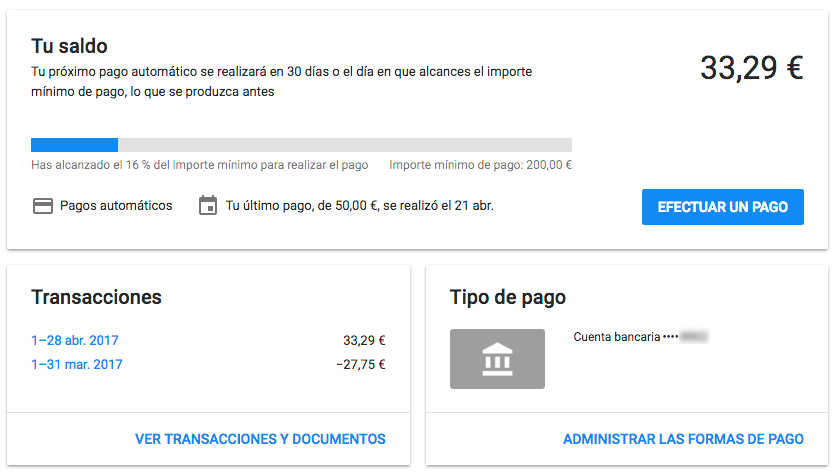 Tu saldo
33,29 €
Tu próximo pago automático se realizará en 30 días o el día en que alcances el importe
mínimo de pago, lo que se produzca antes
Has alcanzado el 16 % del importe mínimo para realizar el pago Importe mínimo de pago: 200,00 €
Pagos automáticos Tu último pago, de 50,00 €, se realizó el 21 abr.
EFECTUAR UN PAGO
Transacciones
1–28 abr. 2017 33,29 €
1–31 mar. 2017 −27,75 €
VER TRANSACCIONES Y DOCUMENTOS
Tipo de pago
Cuenta bancaria ••••
ADMINISTRAR LAS FORMAS DE PAGO